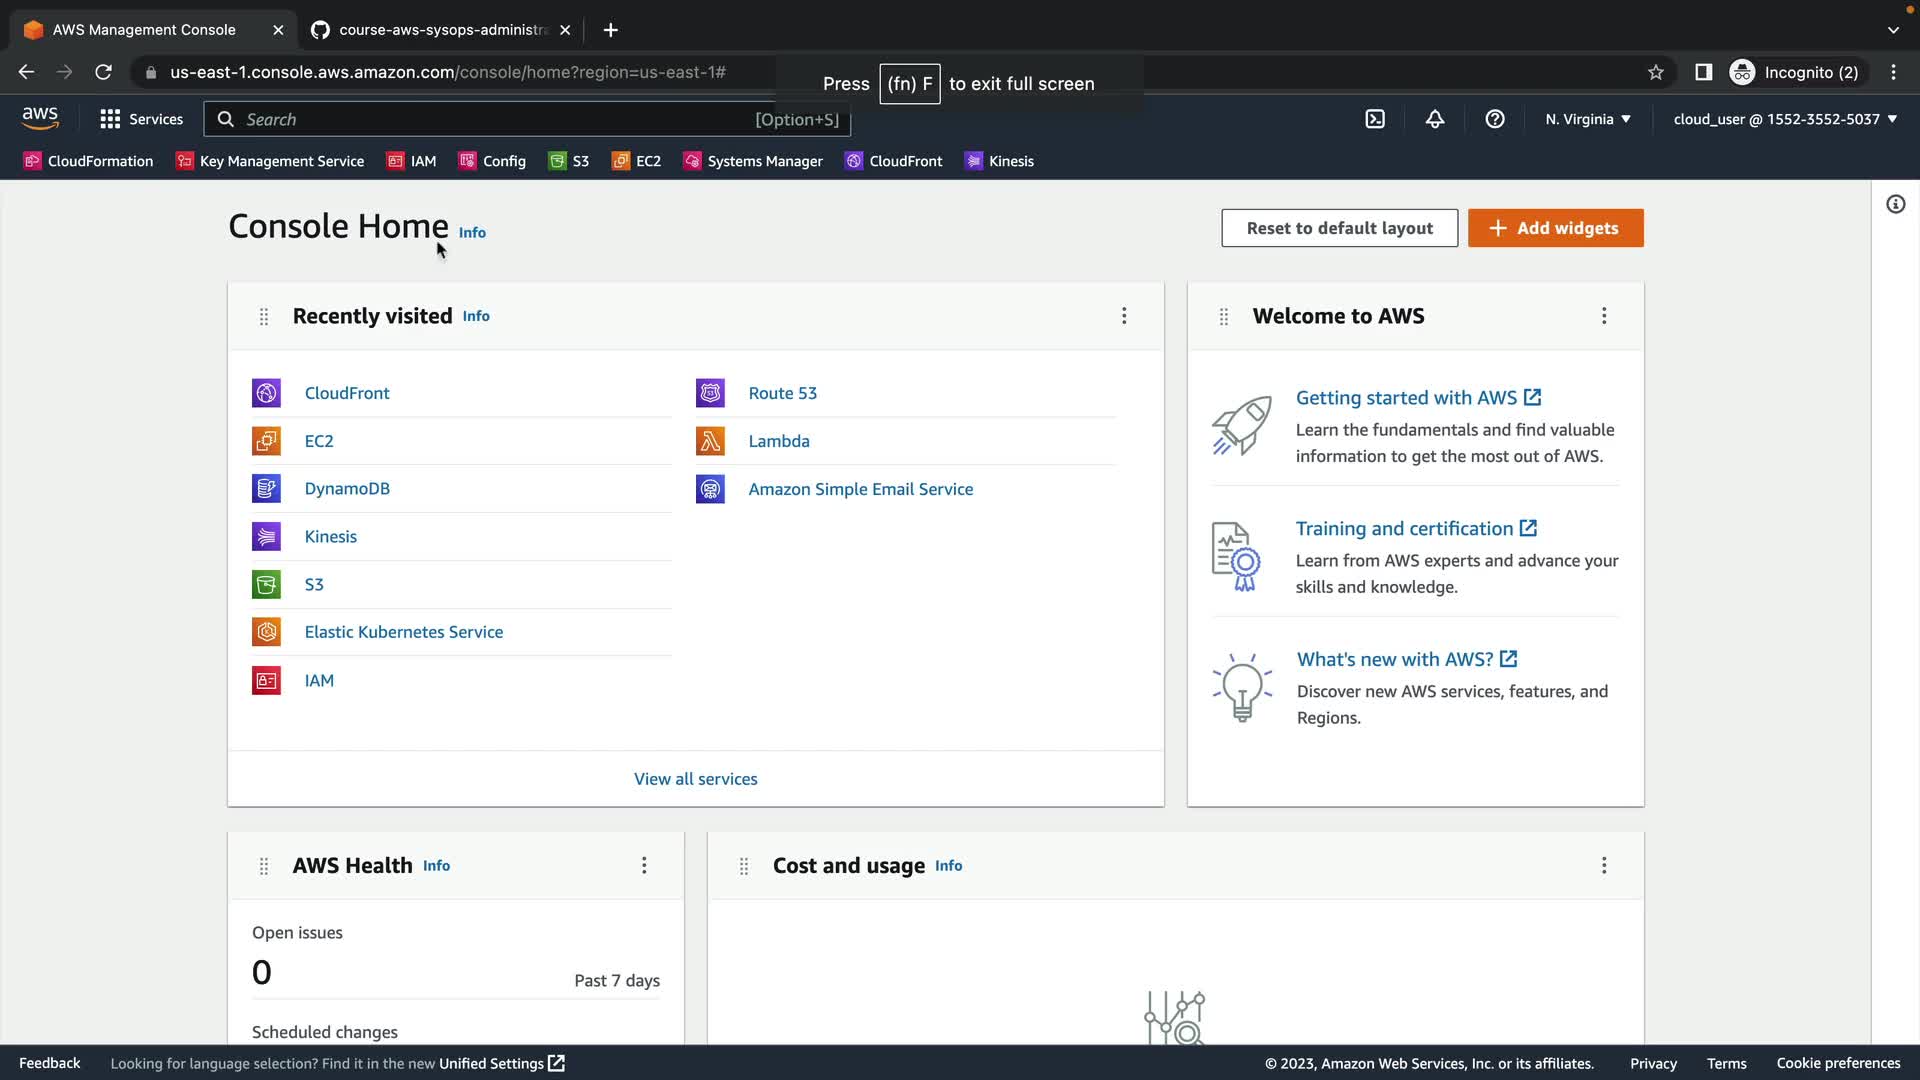 AWS Management Console
course-aws-sysops-administra
us-east-1.console.aws.amazon.com/console/home?region=us-east-1#
Press (fn) F to exit full screen
Incognito (2)
aws
Services
Search
[Option+S]
N. Virginia
cloud_user @ 1552-3552-5037
CloudFormation
Key Management Service
IAM
Config
S3
EC2
Systems Manager
CloudFront
Kinesis
Console Home Info
Reset to default layout
Add widgets
Recently visited Info
CloudFront
EC2
DynamoDB
Kinesis
S3
Elastic Kubernetes Service
IAM
Route 53
Lambda
Amazon Simple Email Service
View all services
Welcome to AWS
Getting started with AWS
Learn the fundamentals and find valuable
information to get the most out of AWS.
Training and certification
Learn from AWS experts and advance your
skills and knowledge.
What's new with AWS?
Discover new AWS services, features, and
Regions.
AWS Health Info
Open issues
0
Past 7 days
Scheduled changes
Cost and usage Info
Feedback
Looking for language selection? Find it in the new Unified Settings
© 2023, Amazon Web Services, Inc. or its affiliates.
Privacy
Terms
Cookie preferences